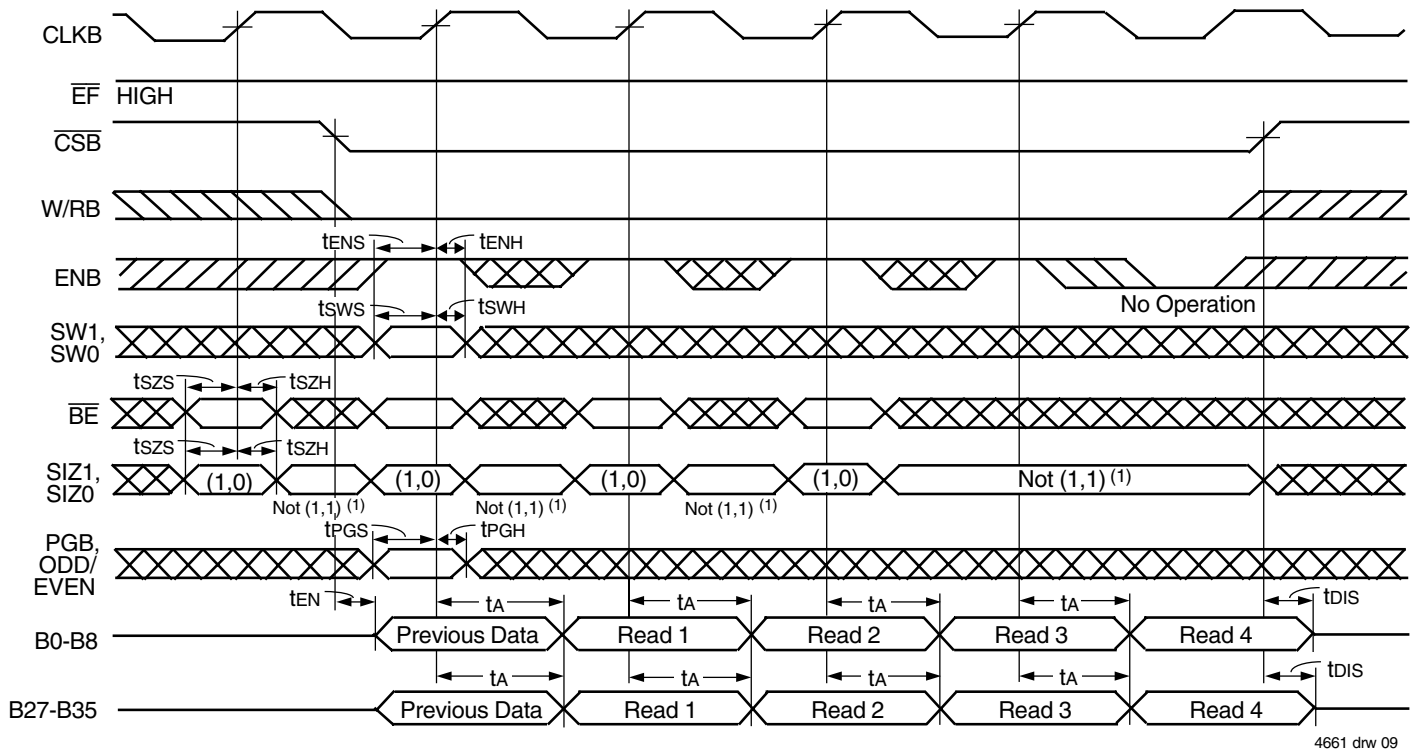 CLKB
EF HIGH
CSB
W/RB
tENS tENH
ENB
No Operation
tSWS tSWH
SW1,
SW0
tSZS tSZH
BE
tSZS tSZH
SIZ1,
SIZ0
(1,0) (1,0) (1,0) (1,0) Not (1,1) (1)
Not (1,1) (1) Not (1,1) (1) Not (1,1) (1)
tPGS tPGH
PGB,
ODD/
EVEN
tEN tA tA tA tA tDIS
B0-B8 Previous Data Read 1 Read 2 Read 3 Read 4
tA tA tA tA tDIS
B27-B35 Previous Data Read 1 Read 2 Read 3 Read 4
4661 drw 09